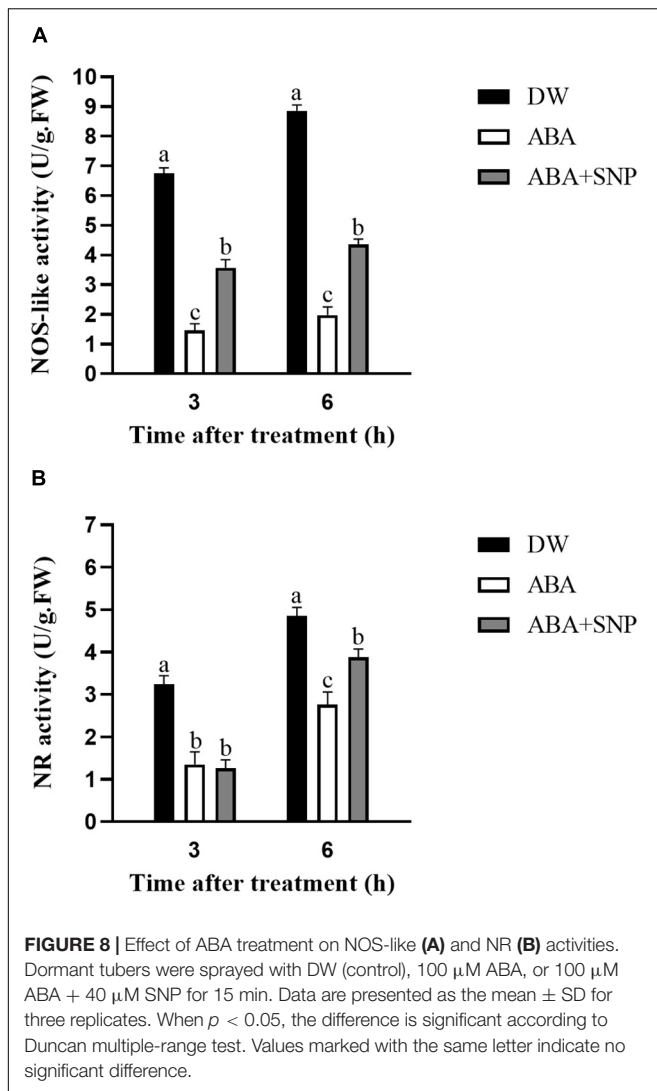 A
10
9
8
7
6
5
4
3
2
1
0
NOS-like activity (U/g.FW)
a
c
b
a
c
b
3 6
Time after treatment (h)
DW
ABA
ABA+SNP
B
7
6
5
4
3
2
1
0
NR activity (U/g.FW)
a
b
b
a
c
b
3 6
Time after treatment (h)
DW
ABA
ABA+SNP
FIGURE 8 | Effect of ABA treatment on NOS-like (A) and NR (B) activities.
Dormant tubers were sprayed with DW (control), 100 μM ABA, or 100 μM
ABA + 40 μM SNP for 15 min. Data are presented as the mean ± SD for
three replicates. When p < 0.05, the difference is significant according to
Duncan multiple-range test. Values marked with the same letter indicate no
significant difference.